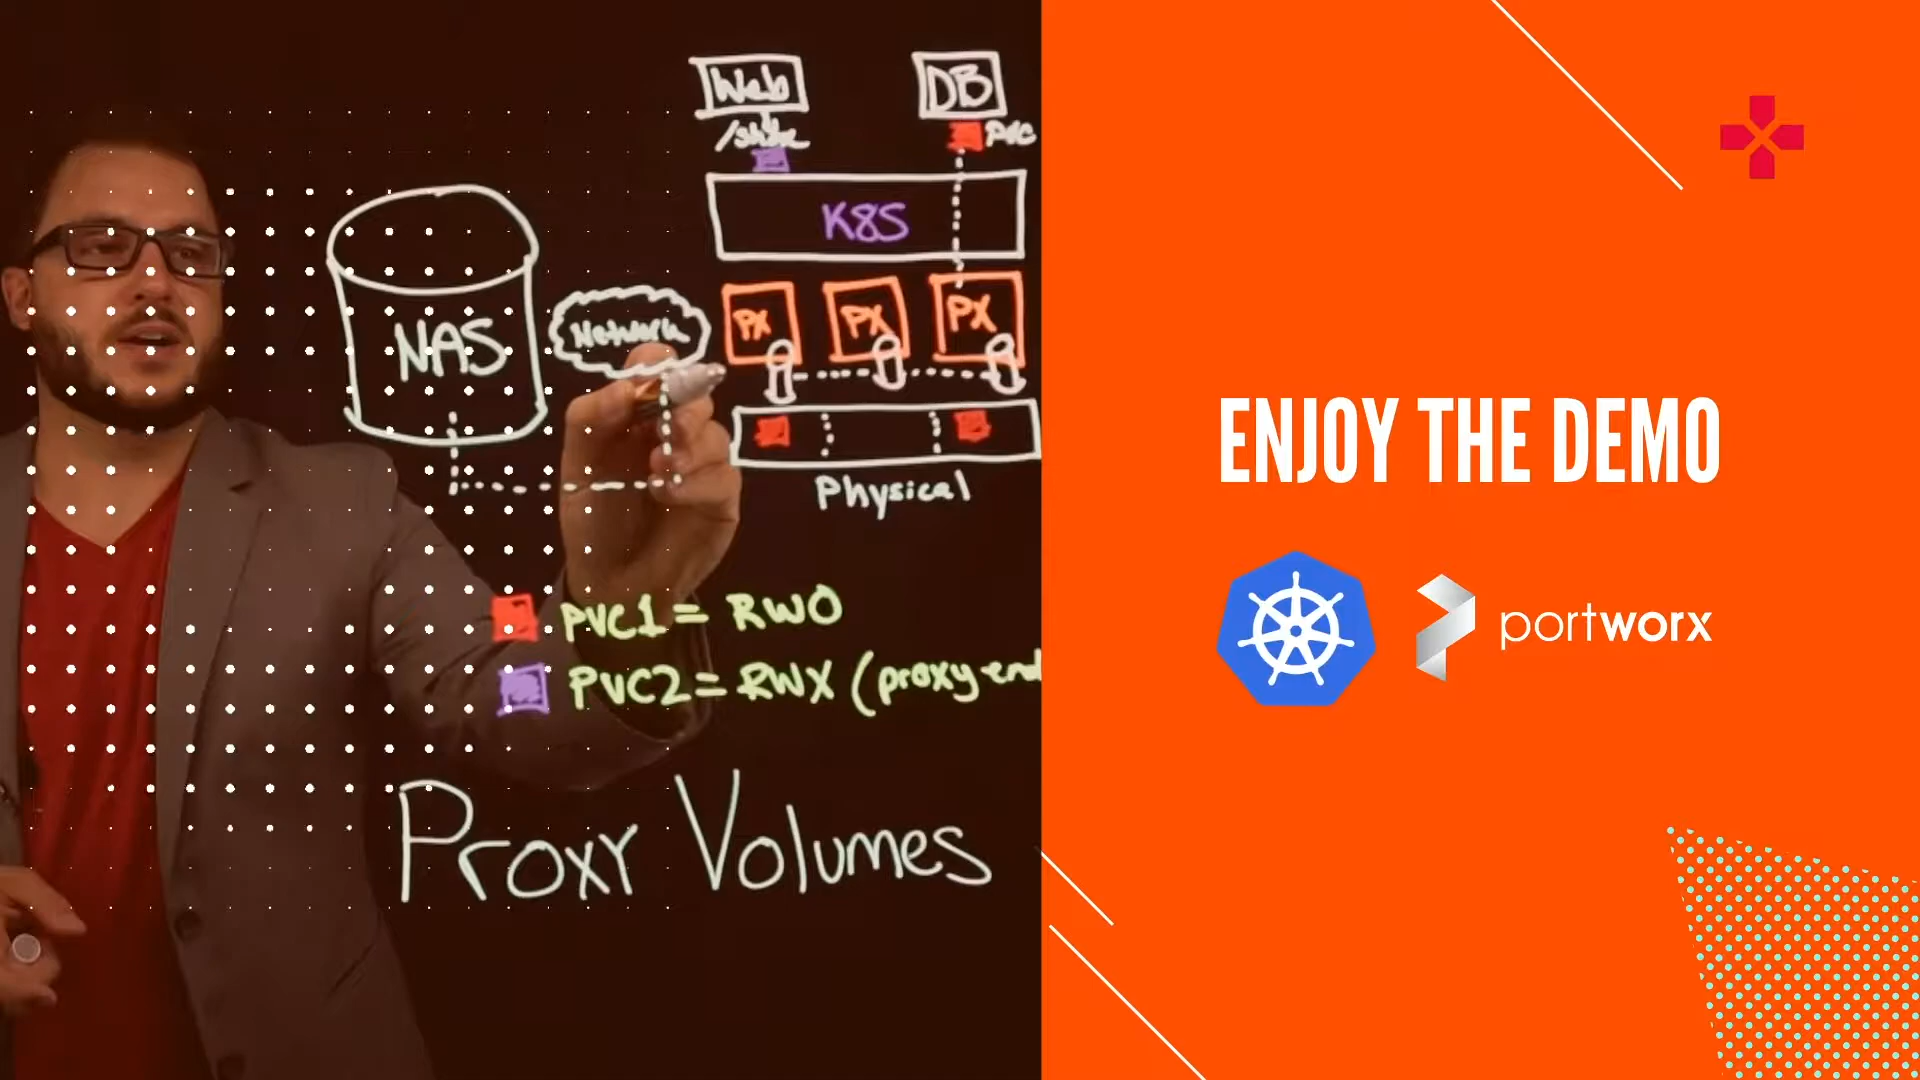 Web
DB
PVC
K8S
NAS
Network
PX
PX
PX
Physical
PVC1 = RWO
PVC2 = RWX (proxy end
Proxy Volumes
ENJOY THE DEMO
portworx